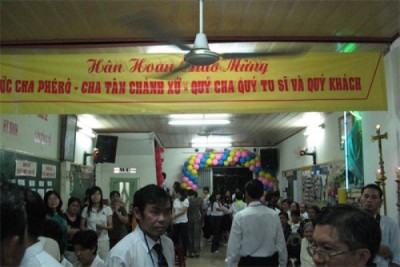 Hân Hoan Chào Mừng
ỨC CHA PHÊRÔ - CHA TÂN CHÁNH XỨ - QUÝ CHA QUÝ TU SĨ VÀ QUÝ KHÁCH